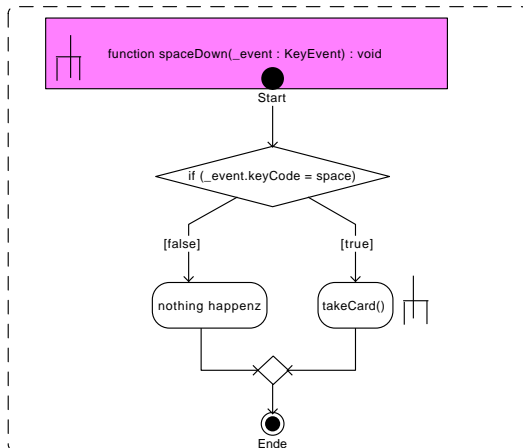 function spaceDown(_event : KeyEvent) : void
Start
if (_event.keyCode = space)
[false]
[true]
nothing happenz
takeCard()
Ende